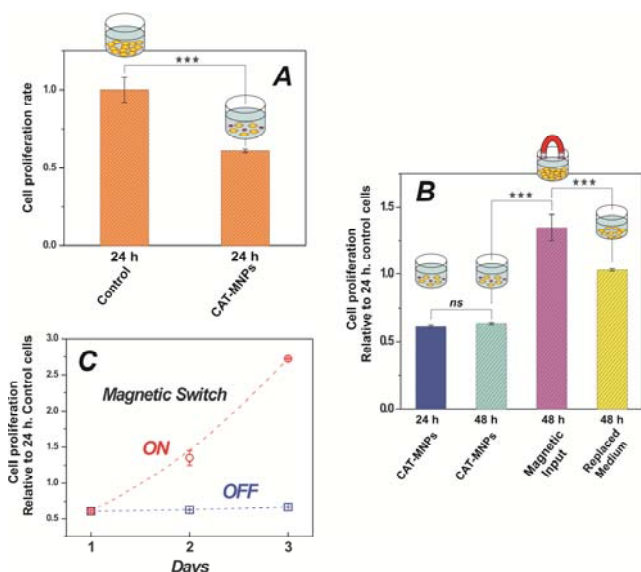 A
***
Cell proliferation rate
1.0
0.5
0.0
24 h
Control
24 h
CAT-MNPs
B
***
***
ns
Cell proliferation
Relative to 24 h. control cells
1.5
1.0
0.5
0.0
24 h
CAT-MNPs
48 h
CAT-MNPs
48 h
Magnetic
Input
48 h
Replaced
Medium
C
Magnetic Switch
ON
OFF
Cell proliferation
Relative to 24 h. Control cells
3.0
2.5
2.0
1.5
1.0
0.5
1
2
3
Days